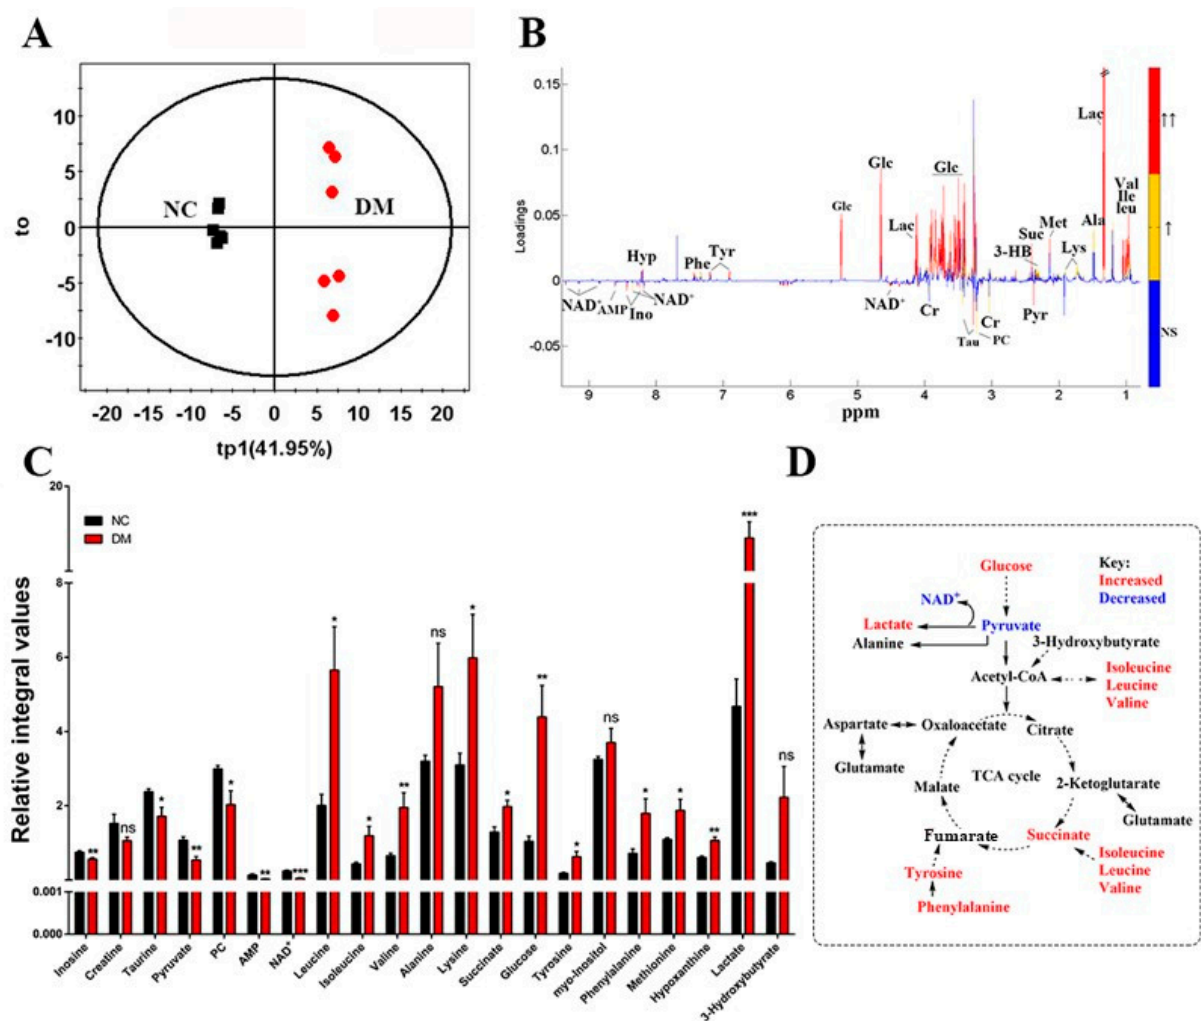 A
10
5
0
-5
-10
to
NC
DM
-20 -15 -10 -5 0 5 10 15 20
tp1(41.95%)
B
0.15
0.1
0.05
0
-0.05
Loadings
Lac
Glc
Glc
Glc
Lac
Val
Ile
leu
Suc
Met
Ala
3-HB
Lys
Hyp
Phe
Tyr
NAD+
AMP
Ino
NAD+
NAD+
Cr
Tau
PC
Cr
Pyr
↑↑
↑
NS
9 8 7 6 5 4 3 2 1
ppm
C
Relative integral values
20
8
6
4
2
0.001
0.000
NC
DM
** ns * ** * ** *** * * ** ns * * ** * ns * * ** *** ns
Inosine
Creatine
Taurine
Pyruvate
PC
AMP
NAD+
Leucine
Isoleucine
Valine
Alanine
Lysine
Succinate
Glucose
Tyrosine
myo-Inositol
Phenylalanine
Methionine
Hypoxanthine
Lactate
3-Hydroxybutyrate
D
Glucose
Key:
Increased
Decreased
NAD+
Lactate
Pyruvate
Alanine
3-Hydroxybutyrate
Acetyl-CoA
Isoleucine
Leucine
Valine
Aspartate
Oxaloacetate
Citrate
Glutamate
Malate
TCA cycle
2-Ketoglutarate
Glutamate
Fumarate
Succinate
Isoleucine
Leucine
Valine
Tyrosine
Phenylalanine